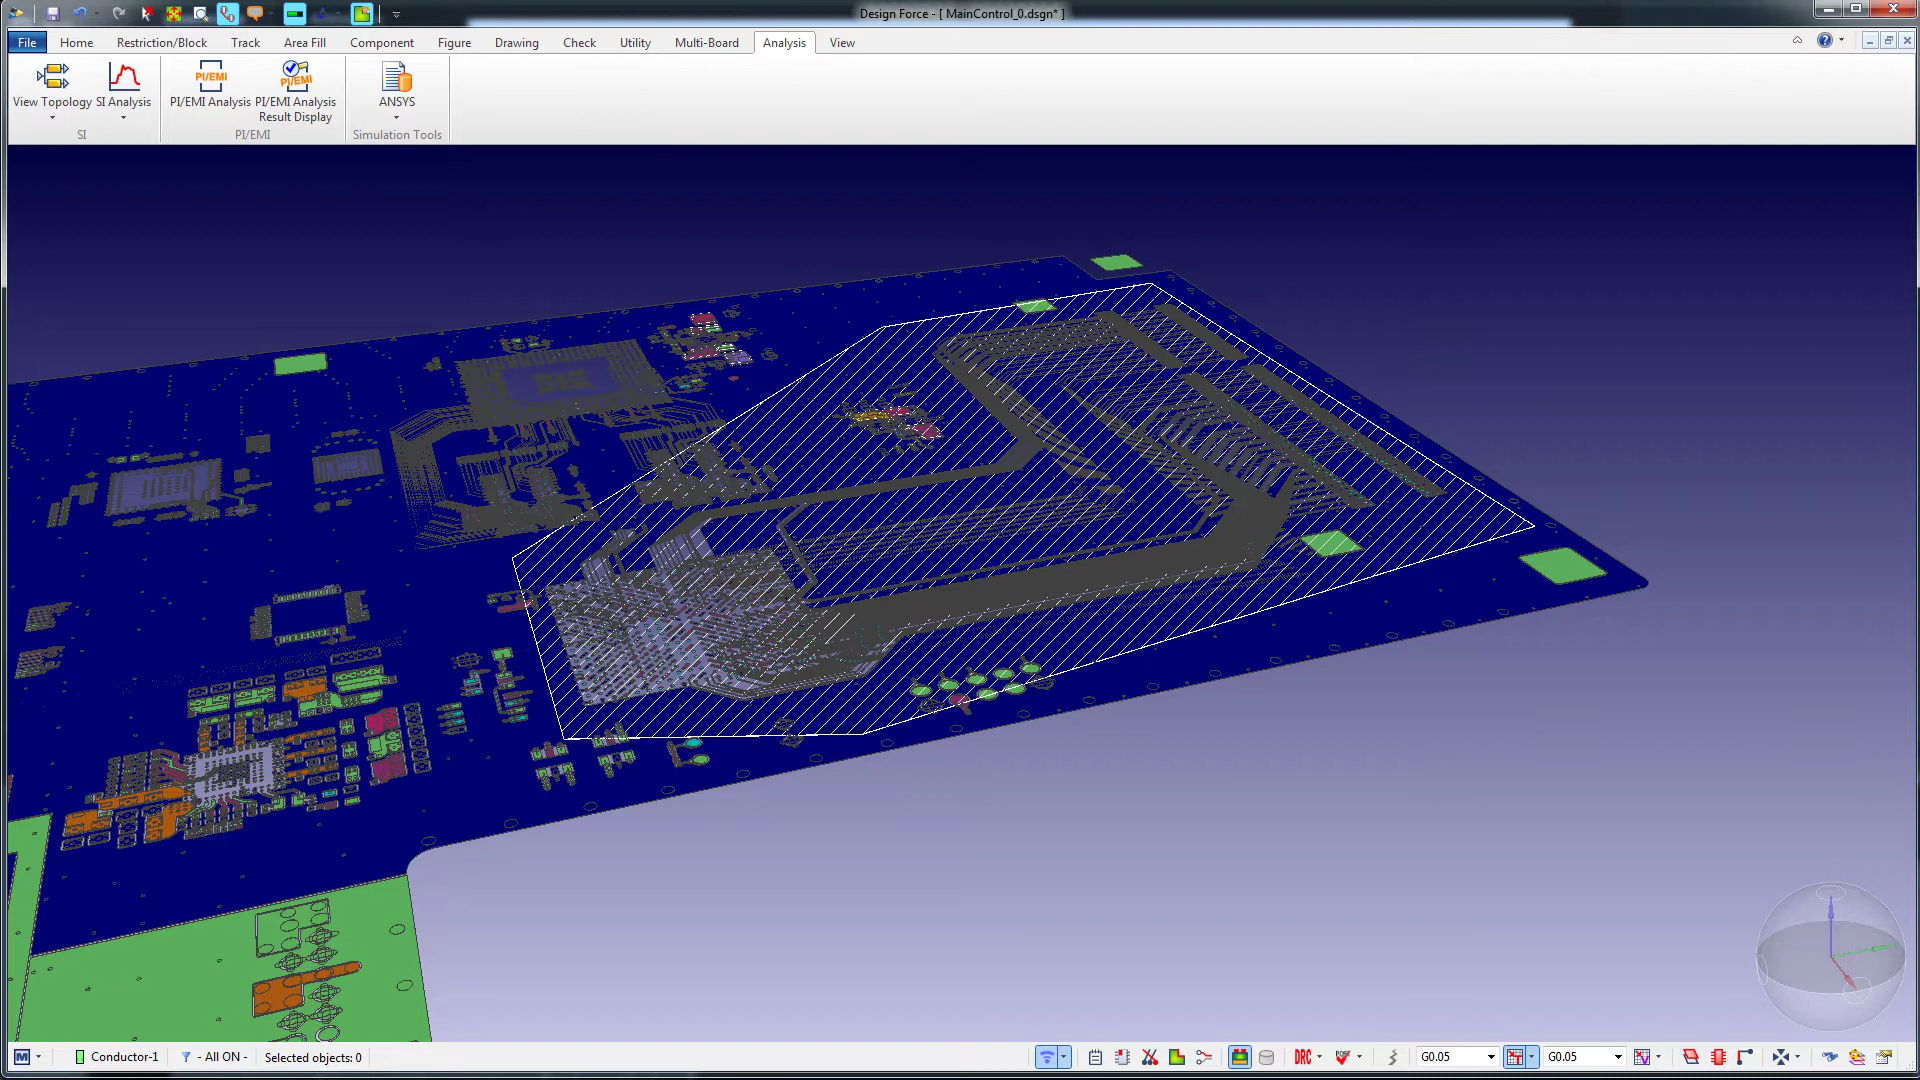 Design Force - [ MainControl_0.dsgn* ]
File Home Restriction/Block Track Area Fill Component Figure Drawing Check Utility Multi-Board Analysis View
PI/EMI PI/EMI
View Topology SI Analysis PI/EMI Analysis PI/EMI Analysis ANSYS
Result Display
SI PI/EMI Simulation Tools
M Conductor-1 - All ON - Selected objects: 0 DRC POST G0.05 G0.05